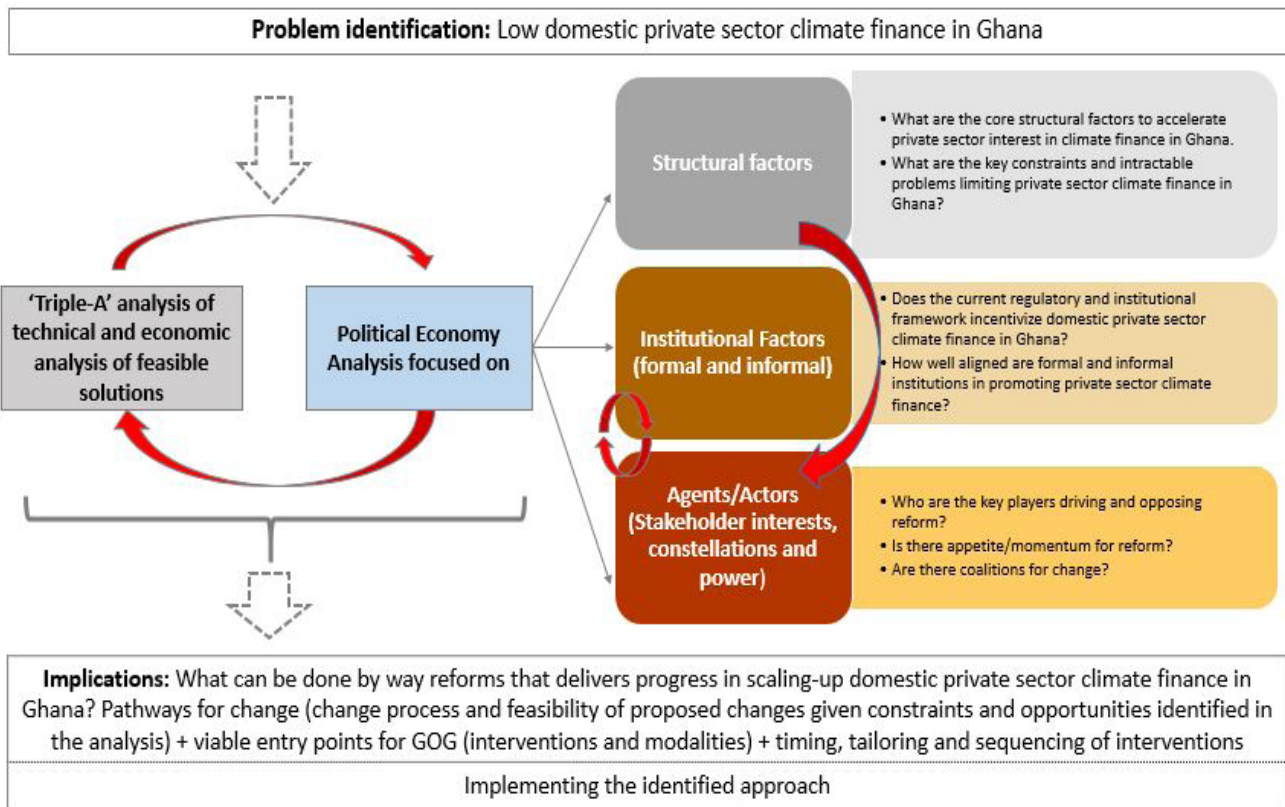 Problem identification: Low domestic private sector climate finance in Ghana
‘Triple-A’ analysis of
technical and economic
analysis of feasible
solutions
Political Economy
Analysis focused on
Structural factors
• What are the core structural factors to accelerate
private sector interest in climate finance in Ghana.
• What are the key constraints and intractable
problems limiting private sector climate finance in
Ghana?
Institutional Factors
(formal and informal)
• Does the current regulatory and institutional
framework incentivize domestic private sector
climate finance in Ghana?
• How well aligned are formal and informal
institutions in promoting private sector climate
finance?
Agents/Actors
(Stakeholder interests,
constellations and
power)
• Who are the key players driving and opposing
reform?
• Is there appetite/momentum for reform?
• Are there coalitions for change?
Implications: What can be done by way reforms that delivers progress in scaling-up domestic private sector climate finance in
Ghana? Pathways for change (change process and feasibility of proposed changes given constraints and opportunities identified in
the analysis) + viable entry points for GOG (interventions and modalities) + timing, tailoring and sequencing of interventions
Implementing the identified approach